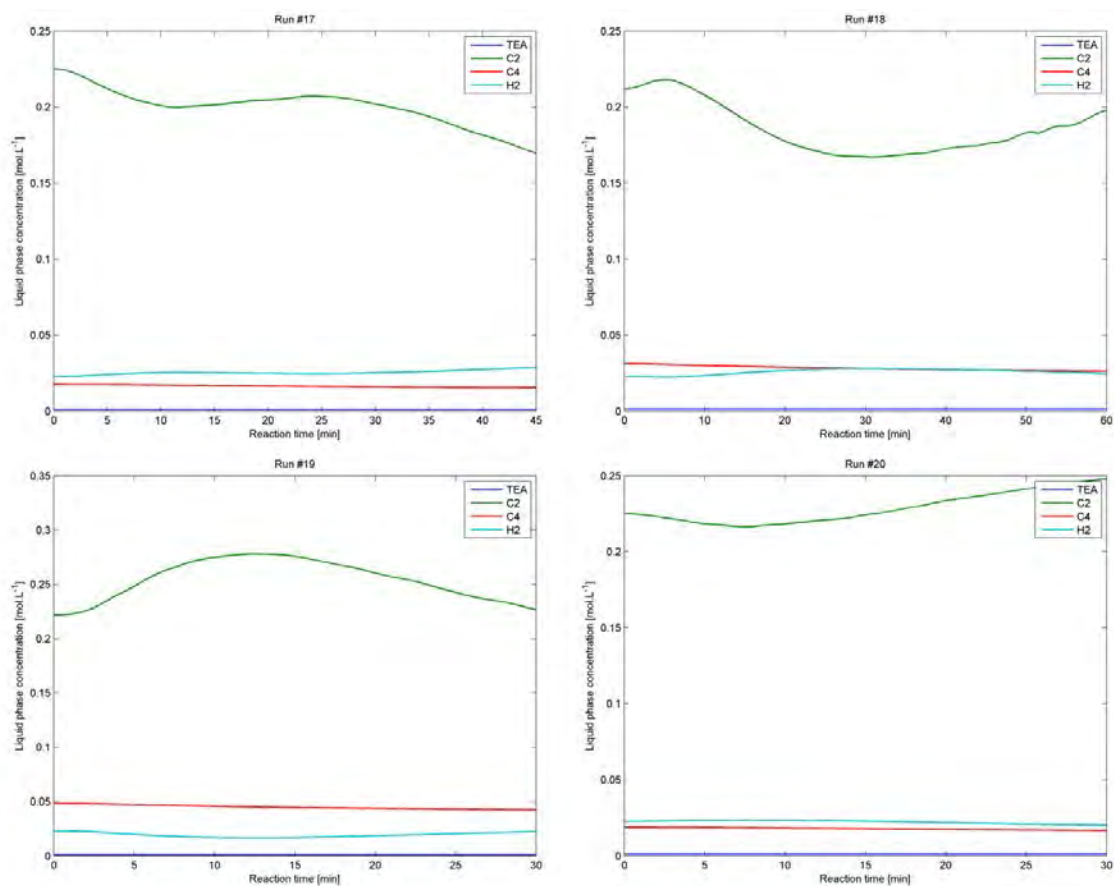 Run #17
0.25
0.2
0.15
0.1
0.05
0
Liquid phase concentration [mol.L⁻¹]
TEA
C2
C4
H2
0 5 10 15 20 25 30 35 40 45
Reaction time [min]
Run #18
0.25
0.2
0.15
0.1
0.05
0
Liquid phase concentration [mol.L⁻¹]
TEA
C2
C4
H2
0 10 20 30 40 50 60
Reaction time [min]
Run #19
0.35
0.3
0.25
0.2
0.15
0.1
0.05
0
Liquid phase concentration [mol.L⁻¹]
TEA
C2
C4
H2
0 5 10 15 20 25 30
Reaction time [min]
Run #20
0.25
0.2
0.15
0.1
0.05
0
Liquid phase concentration [mol.L⁻¹]
TEA
C2
C4
H2
0 5 10 15 20 25 30
Reaction time [min]